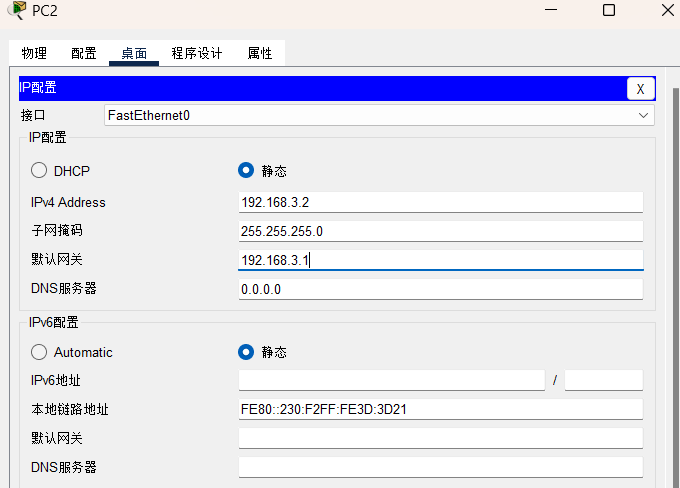 PC2
物理 配置 桌面 程序设计 属性
IP配置 X
接口 FastEthernet0
IP配置
DHCP 静态
IPv4 Address 192.168.3.2
子网掩码 255.255.255.0
默认网关 192.168.3.1
DNS服务器 0.0.0.0
IPv6配置
Automatic 静态
IPv6地址 /
本地链路地址 FE80::230:F2FF:FE3D:3D21
默认网关
DNS服务器